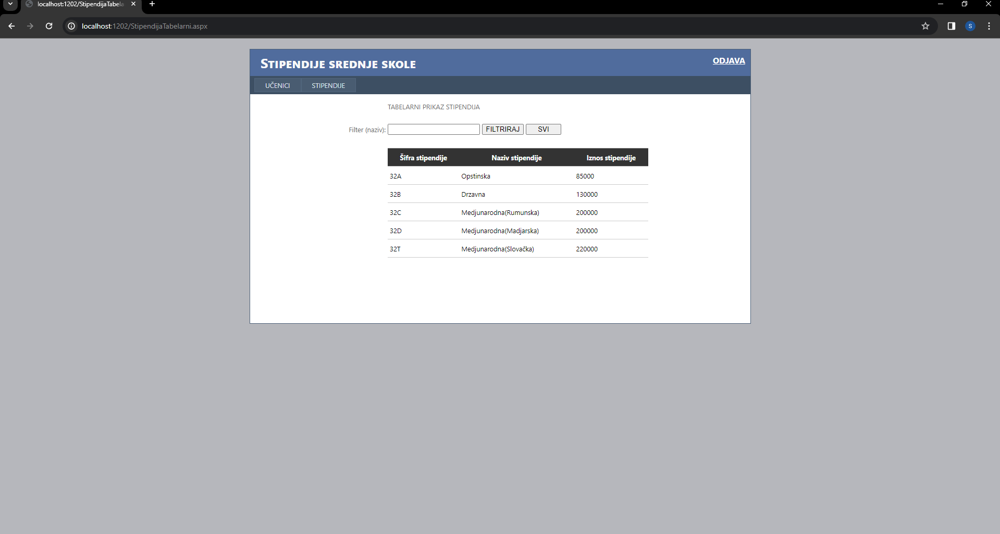 localhost:1202/StipendijaTabela
localhost:1202/StipendijaTabelarni.aspx
S
Stipendije srednje skole
ODJAVA
UČENICI STIPENDIJE
TABELARNI PRIKAZ STIPENDIJA
Filter (naziv): FILTRIRAJ SVI
Šifra stipendije Naziv stipendije Iznos stipendije
32A Opstinska 85000
32B Drzavna 130000
32C Medjunarodna(Rumunska) 200000
32D Medjunarodna(Madjarska) 200000
32T Medjunarodna(Slovačka) 220000